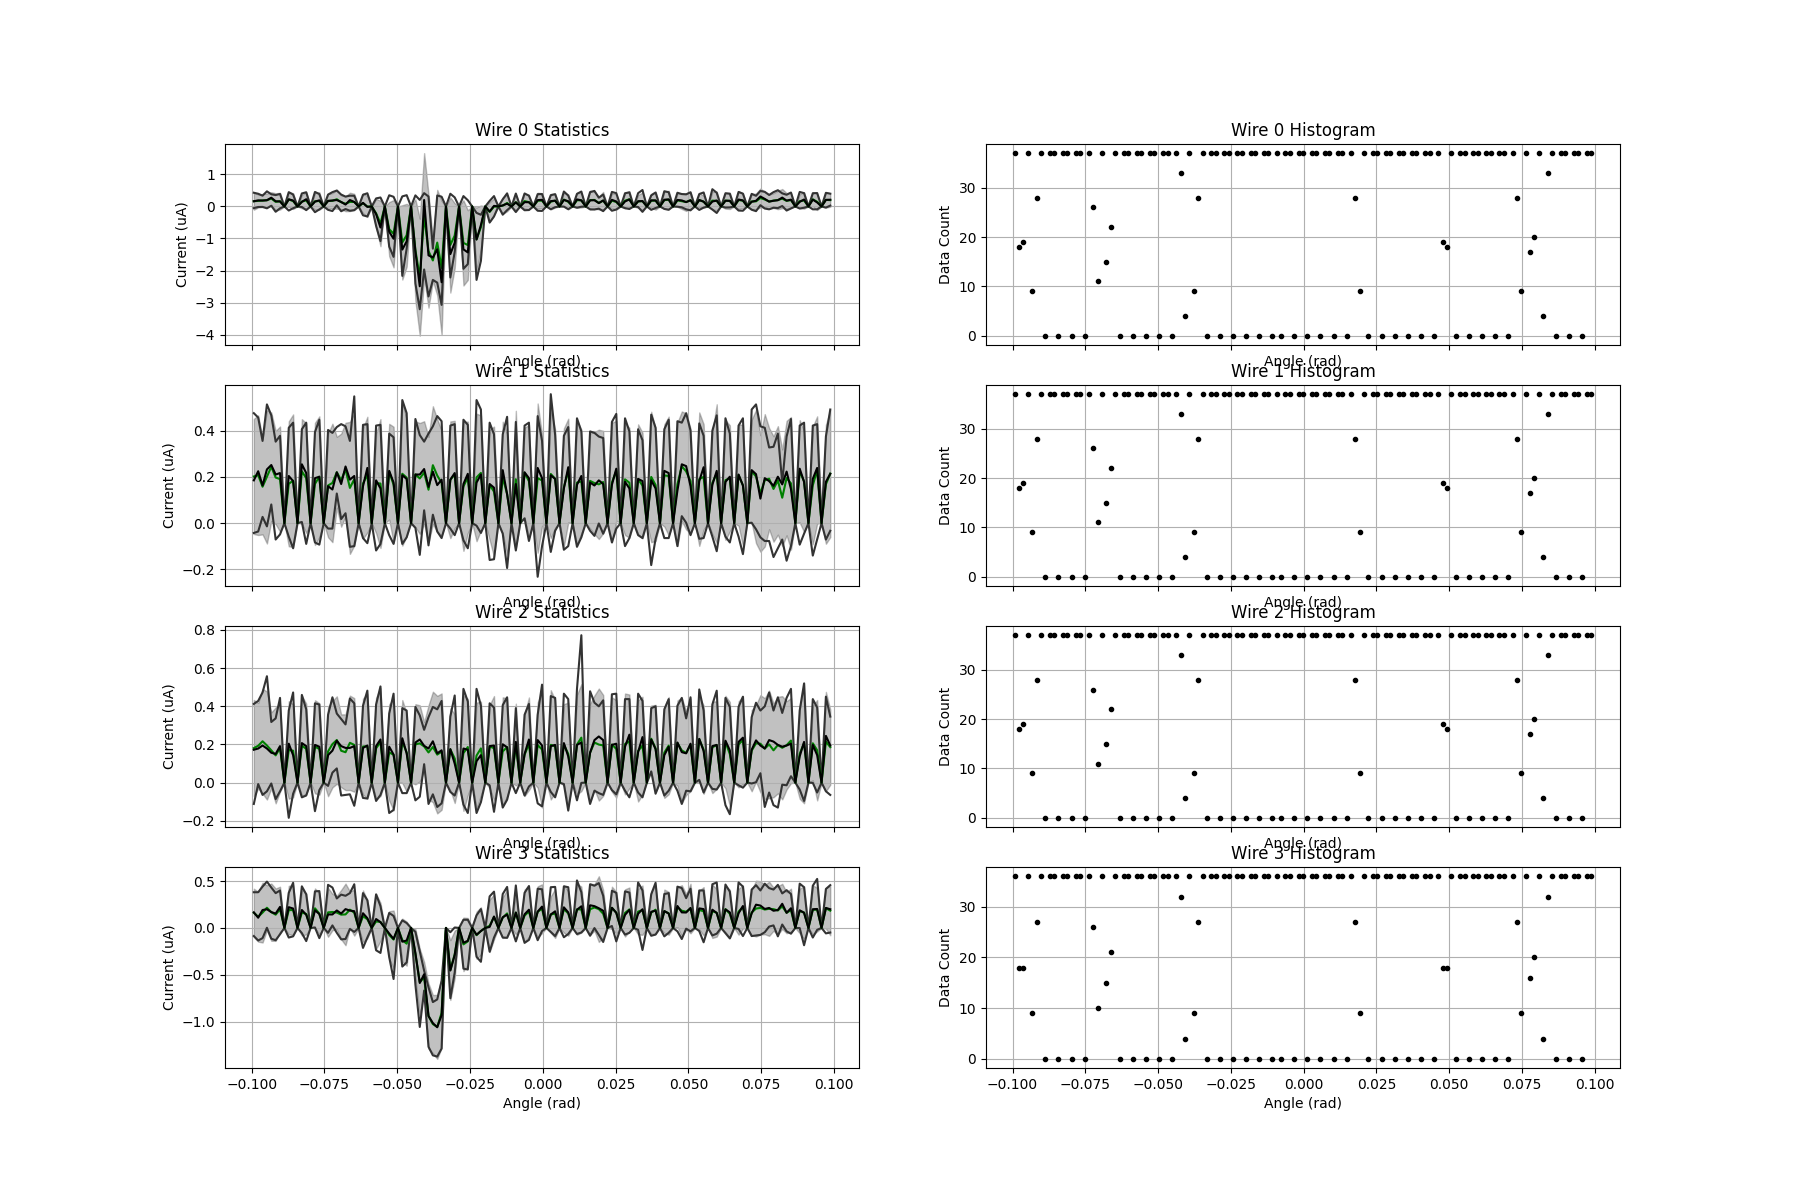 Wire 0 Statistics
Current (uA)
1
0
−1
−2
−3
−4
Angle (rad)
Wire 0 Histogram
Data Count
30
20
10
0
Angle (rad)
Wire 1 Statistics
Current (uA)
0.4
0.2
0.0
−0.2
Angle (rad)
Wire 1 Histogram
Data Count
30
20
10
0
Angle (rad)
Wire 2 Statistics
Current (uA)
0.8
0.6
0.4
0.2
0.0
−0.2
Angle (rad)
Wire 2 Histogram
Data Count
30
20
10
0
Angle (rad)
Wire 3 Statistics
Current (uA)
0.5
0.0
−0.5
−1.0
−0.100 −0.075 −0.050 −0.025 0.000 0.025 0.050 0.075 0.100
Angle (rad)
Wire 3 Histogram
Data Count
30
20
10
0
−0.100 −0.075 −0.050 −0.025 0.000 0.025 0.050 0.075 0.100
Angle (rad)